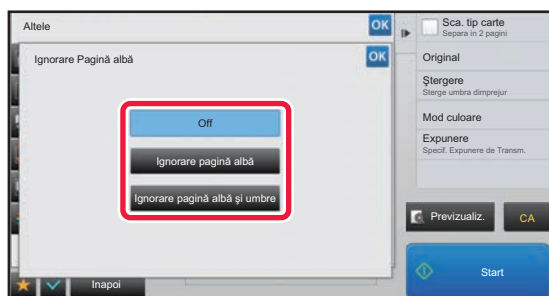 Altele
OK
Ignorare Pagină albă
OK
Off
Ignorare pagină albă
Ignorare pagină albă şi umbre
Inapoi
Sca. tip carte
Separa in 2 pagini
Original
Ştergere
Sterge umbra dimprejur
Mod culoare
Expunere
Specif. Expunere de Transm.
Previzualiz.
CA
Start